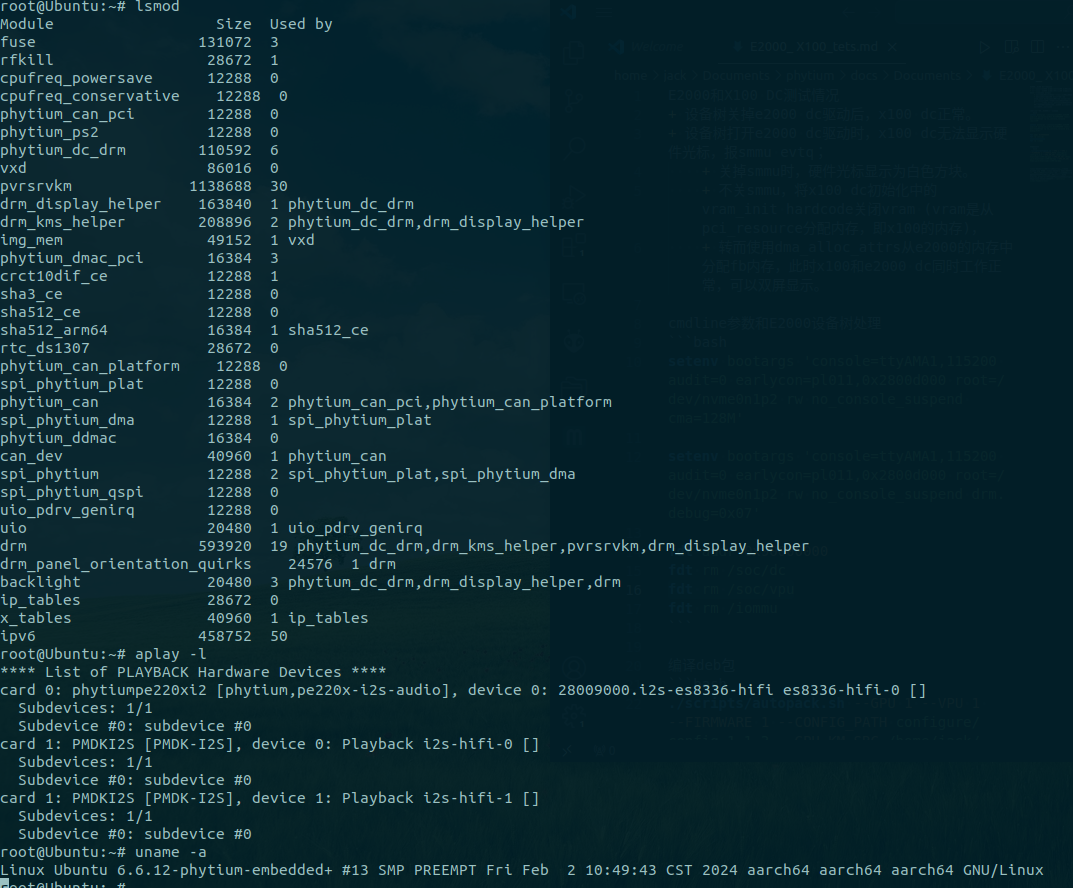 root@Ubuntu:~# lsmod
Module                  Size  Used by
fuse                  131072  3
rfkill                 28672  1
cpufreq_powersave      12288  0
cpufreq_conservative    12288  0
phytium_can_pci        12288  0
phytium_ps2            12288  0
phytium_dc_drm        110592  6
vxd                    86016  0
pvrsrvkm             1138688  30
drm_display_helper    163840  1 phytium_dc_drm
drm_kms_helper        208896  2 phytium_dc_drm,drm_display_helper
img_mem                49152  1 vxd
phytium_dmac_pci       16384  3
crct10dif_ce           12288  1
sha3_ce                12288  0
sha512_ce              12288  0
sha512_arm64           16384  1 sha512_ce
rtc_ds1307             28672  0
phytium_can_platform    12288  0
spi_phytium_plat       12288  0
phytium_can            16384  2 phytium_can_pci,phytium_can_platform
spi_phytium_dma        12288  1 spi_phytium_plat
phytium_ddmac          16384  0
can_dev                40960  1 phytium_can
spi_phytium            12288  2 spi_phytium_plat,spi_phytium_dma
spi_phytium_qspi       12288  0
uio_pdrv_genirq        12288  0
uio                    20480  1 uio_pdrv_genirq
drm                   593920  19 phytium_dc_drm,drm_kms_helper,pvrsrvkm,drm_display_helper
drm_panel_orientation_quirks    24576  1 drm
backlight              20480  3 phytium_dc_drm,drm_display_helper,drm
ip_tables              28672  0
x_tables               40960  1 ip_tables
ipv6                  458752  50
root@Ubuntu:~# aplay -l
**** List of PLAYBACK Hardware Devices ****
card 0: phytiumpe220xi2 [phytium,pe220x-i2s-audio], device 0: 28009000.i2s-es8336-hifi es8336-hifi-0 []
  Subdevices: 1/1
  Subdevice #0: subdevice #0
card 1: PMDKI2S [PMDK-I2S], device 0: Playback i2s-hifi-0 []
  Subdevices: 1/1
  Subdevice #0: subdevice #0
card 1: PMDKI2S [PMDK-I2S], device 1: Playback i2s-hifi-1 []
  Subdevices: 1/1
  Subdevice #0: subdevice #0
root@Ubuntu:~# uname -a
Linux Ubuntu 6.6.12-phytium-embedded+ #13 SMP PREEMPT Fri Feb  2 10:49:43 CST 2024 aarch64 aarch64 aarch64 GNU/Linux
root@Ubuntu:~#